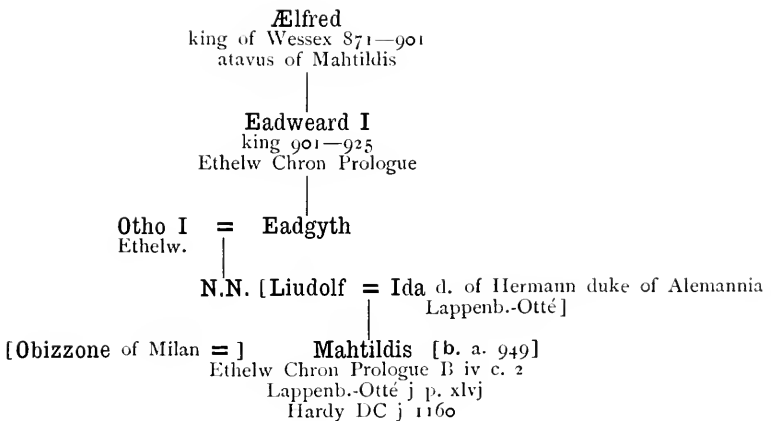 Ælfred
king of Wessex 871—901
atavus of Mahtildis
Eadweard I
king 901—925
Ethelw Chron Prologue
Otho I = Eadgyth
Ethelw.
N.N. [Liudolf = Ida d. of Hermann duke of Alemannia
Lappenb.-Otté]
[Obizzone of Milan = ] Mahtildis [b. a. 949]
Ethelw Chron Prologue B iv c. 2
Lappenb.-Otté j p. xlvj
Hardy DC j 1160